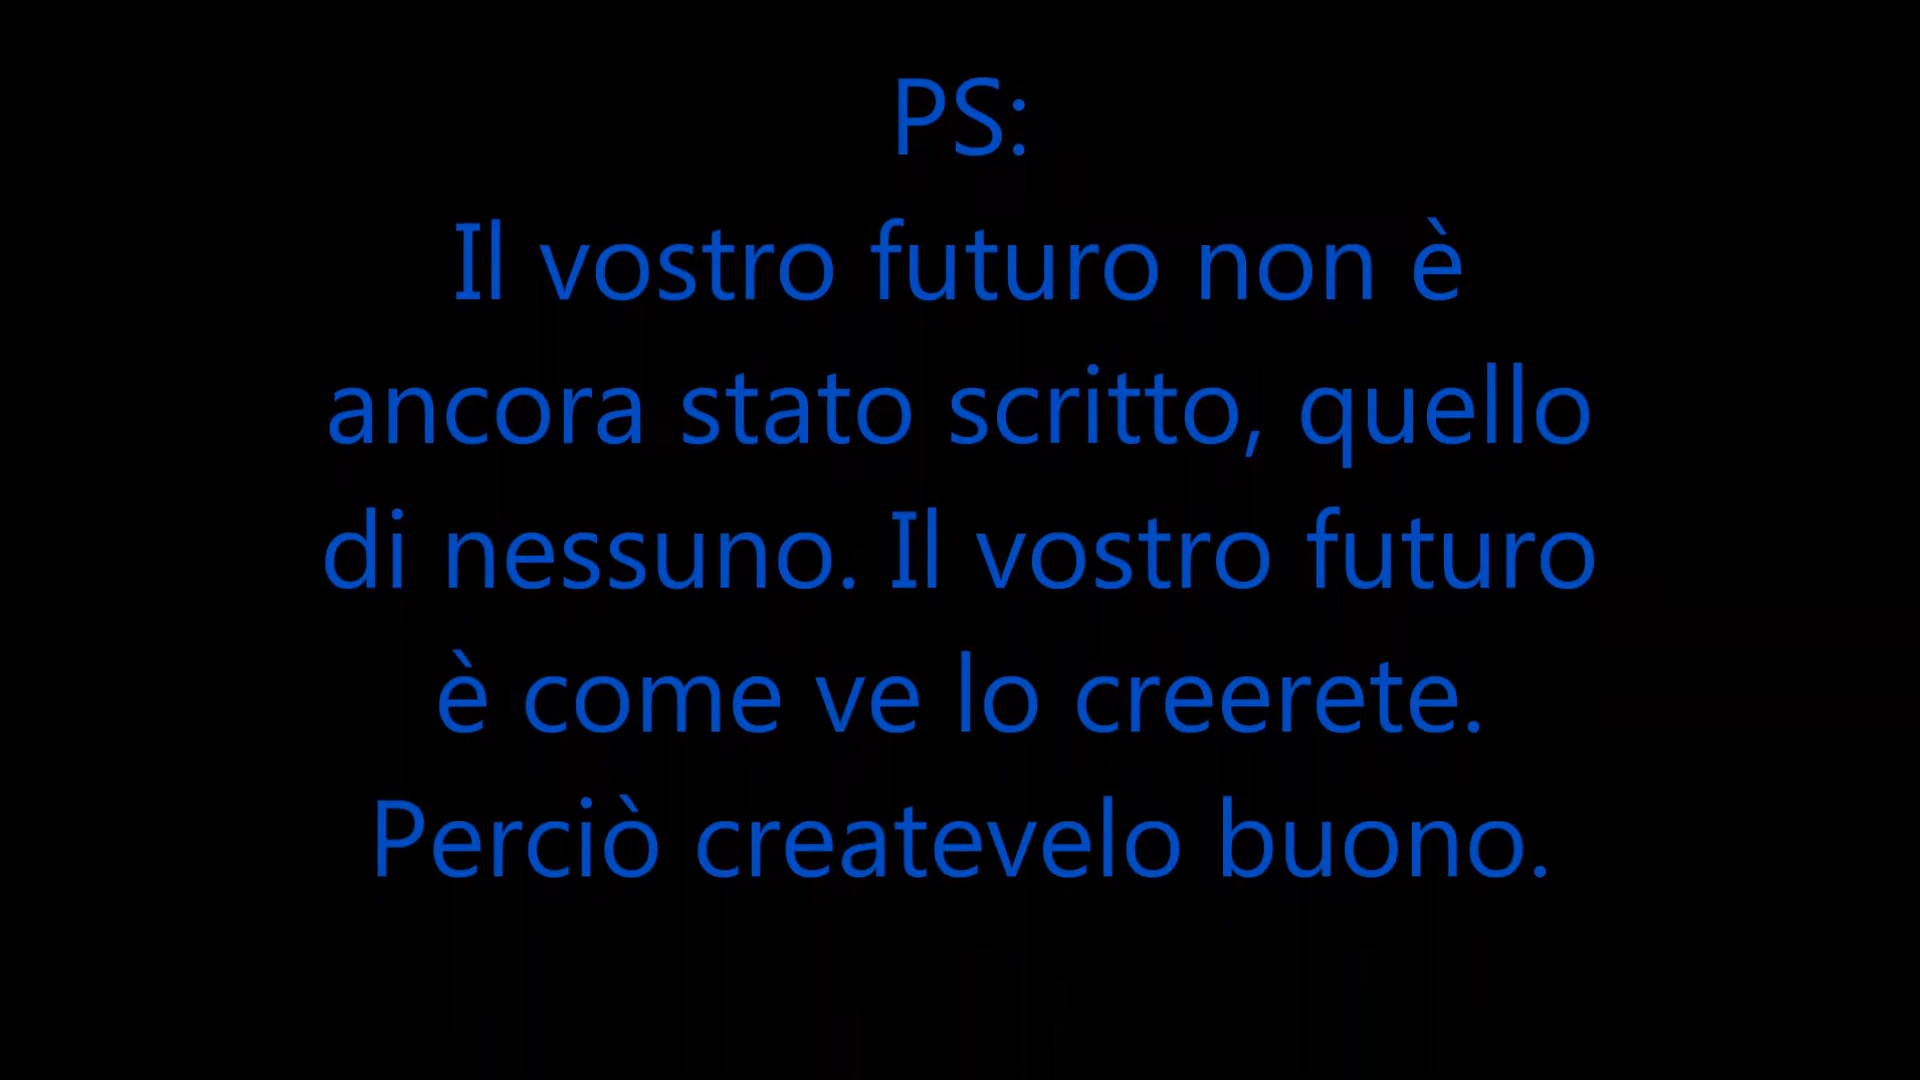 PS:
Il vostro futuro non è
ancora stato scritto, quello
di nessuno. Il vostro futuro
è come ve lo creerete.
Perciò createvelo buono.